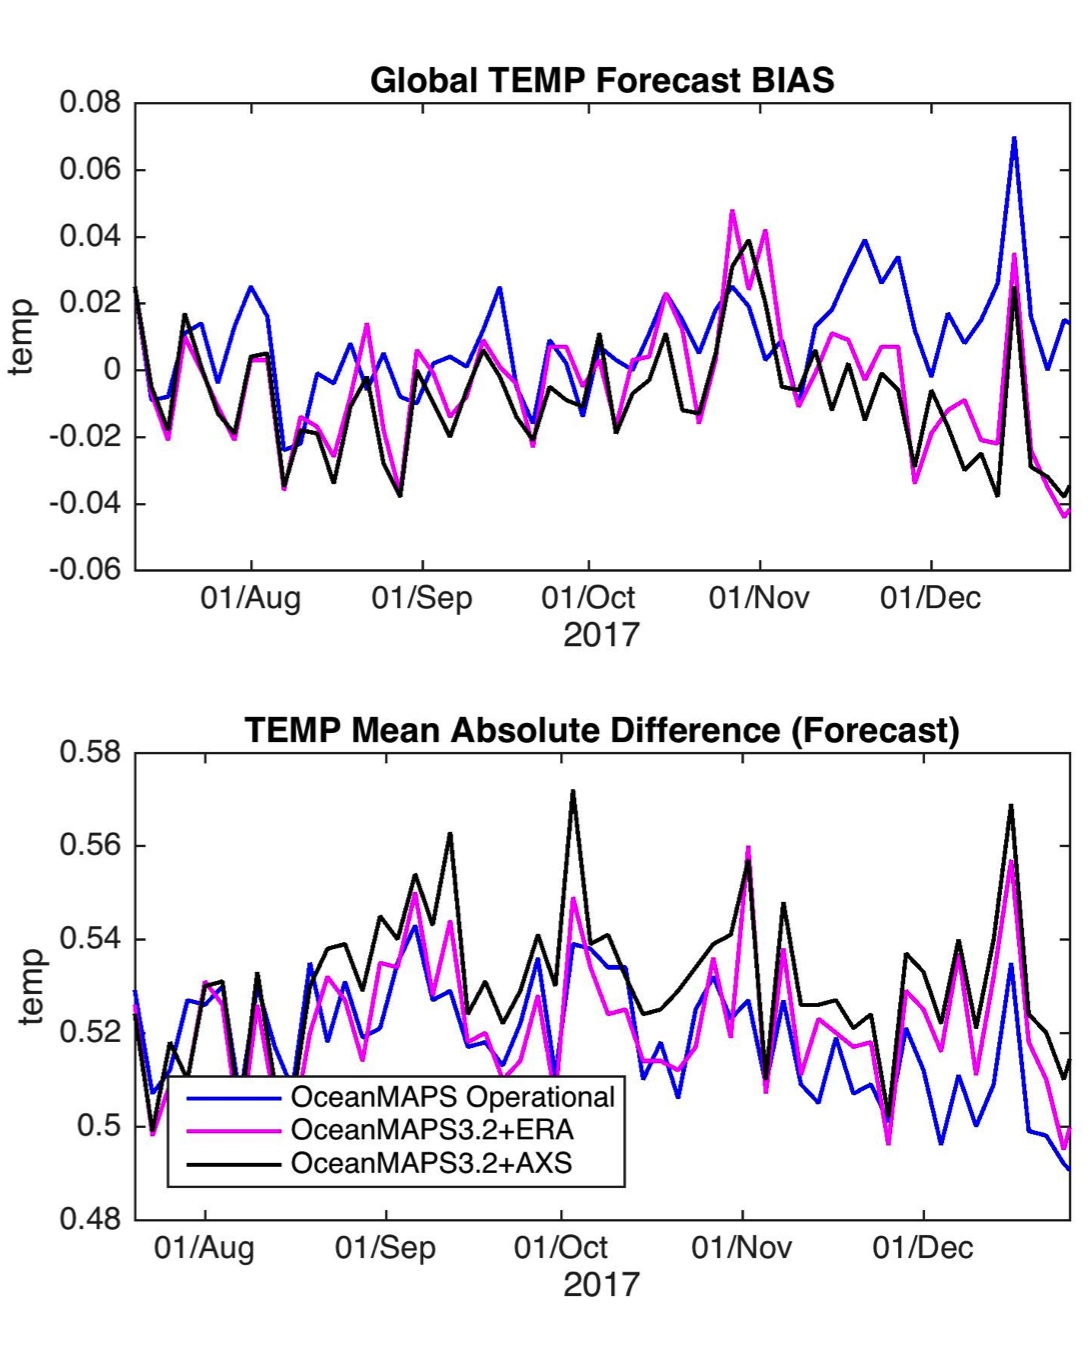 Global TEMP Forecast BIAS
0.08
0.06
0.04
0.02
0
-0.02
-0.04
-0.06
temp
01/Aug 01/Sep 01/Oct 01/Nov 01/Dec
2017
TEMP Mean Absolute Difference (Forecast)
0.58
0.56
0.54
0.52
0.5
0.48
temp
OceanMAPS Operational
OceanMAPS3.2+ERA
OceanMAPS3.2+AXS
01/Aug 01/Sep 01/Oct 01/Nov 01/Dec
2017